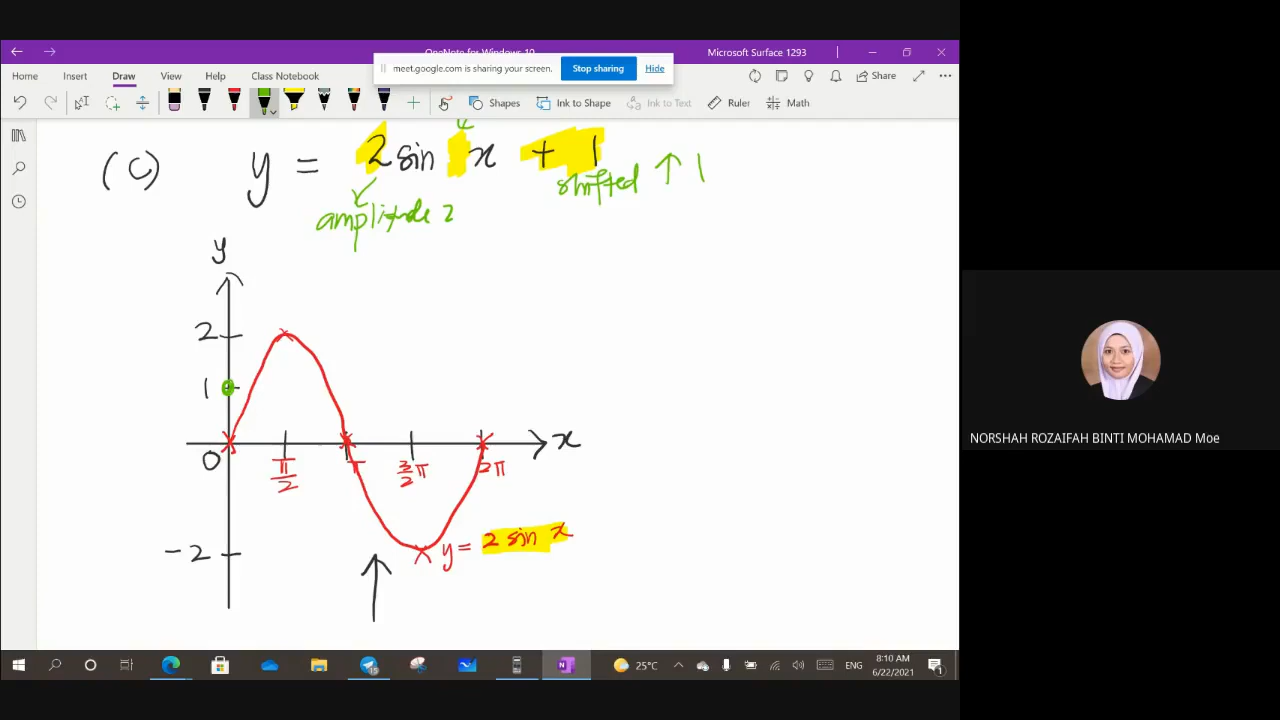 OneNote for Windows 10
Microsoft Surface 1293
meet.google.com is sharing your screen.
Stop sharing
Hide
Home
Insert
Draw
View
Help
Class Notebook
Share
Shapes
Ink to Shape
Ink to Text
Ruler
Math
(c) y = 2 sin x + 1
shifted ↑ 1
amplitude 2
y
2
1
x
0
π/2
π
3/2 π
2π
-2
y = 2 sin x
NORSHAH ROZAIFAH BINTI MOHAMAD Moe
25°C
ENG
8:10 AM
6/22/2021